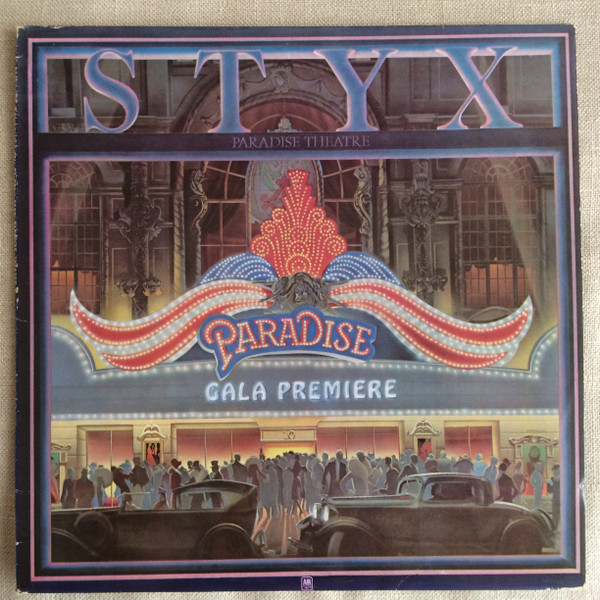 STYX
PARADISE THEATRE
PARADISE
GALA PREMIERE
A&M